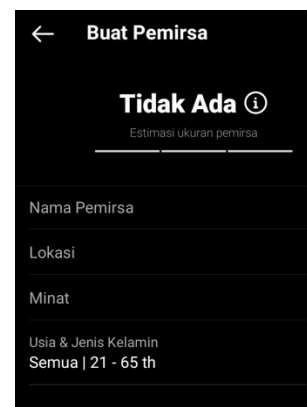 Buat Pemirsa
Tidak Ada
Estimasi ukuran pemirsa
Nama Pemirsa
Lokasi
Minat
Usia & Jenis Kelamin
Semua | 21 - 65 th